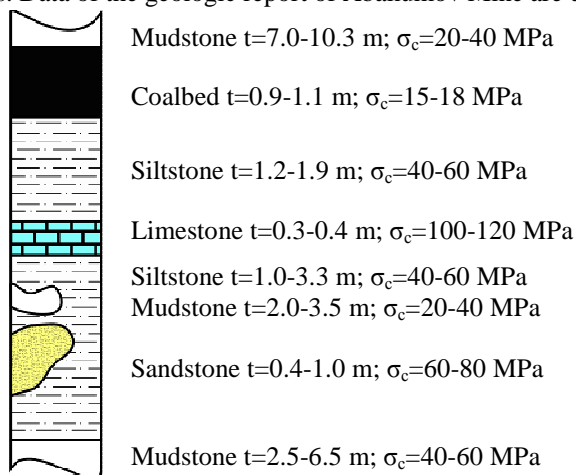 Mudstone t=7.0-10.3 m; σc=20-40 MPa
Coalbed t=0.9-1.1 m; σc=15-18 MPa
Siltstone t=1.2-1.9 m; σc=40-60 MPa
Limestone t=0.3-0.4 m; σc=100-120 MPa
Siltstone t=1.0-3.3 m; σc=40-60 MPa
Mudstone t=2.0-3.5 m; σc=20-40 MPa
Sandstone t=0.4-1.0 m; σc=60-80 MPa
Mudstone t=2.5-6.5 m; σc=40-60 MPa